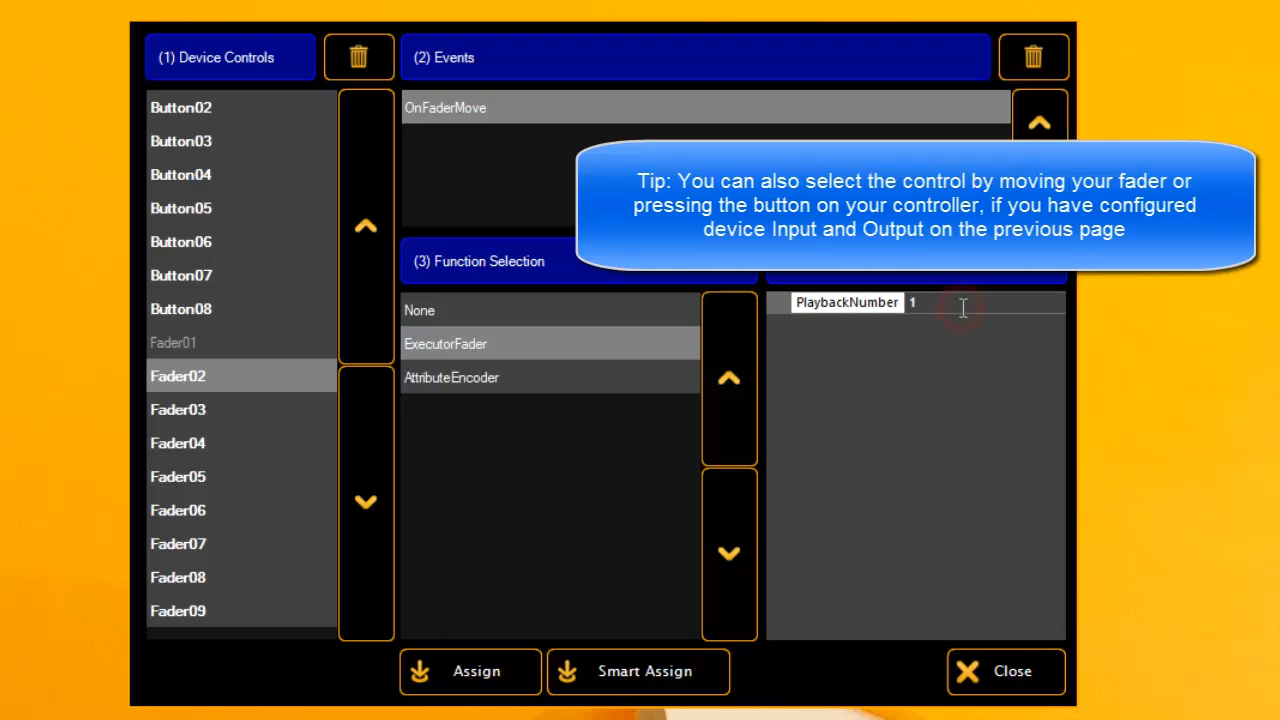 (1) Device Controls
(2) Events
Button02
Button03
Button04
Button05
Button06
Button07
Button08
Fader01
Fader02
Fader03
Fader04
Fader05
Fader06
Fader07
Fader08
Fader09
OnFaderMove
Tip: You can also select the control by moving your fader or
pressing the button on your controller, if you have configured
device Input and Output on the previous page
(3) Function Selection
None
ExecutorFader
AttributeEncoder
PlaybackNumber 1
Assign
Smart Assign
Close